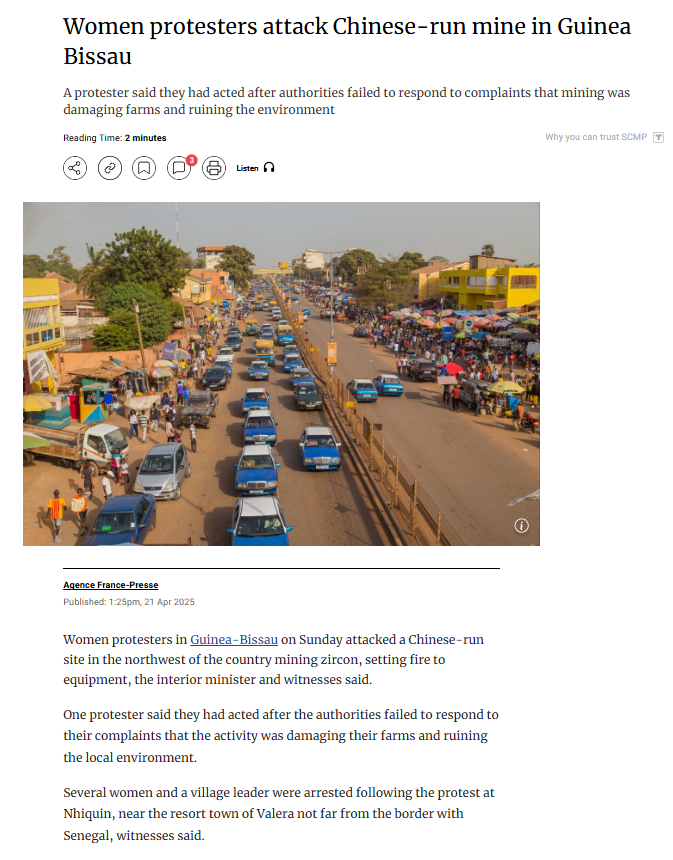 Women protesters attack Chinese-run mine in Guinea
Bissau
A protester said they had acted after authorities failed to respond to complaints that mining was
damaging farms and ruining the environment
Reading Time: 2 minutes
Why you can trust SCMP
3
Listen
Agence France-Presse
Published: 1:25pm, 21 Apr 2025
Women protesters in Guinea-Bissau on Sunday attacked a Chinese-run
site in the northwest of the country mining zircon, setting fire to
equipment, the interior minister and witnesses said.
One protester said they had acted after the authorities failed to respond to
their complaints that the activity was damaging their farms and ruining
the local environment.
Several women and a village leader were arrested following the protest at
Nhiquin, near the resort town of Valera not far from the border with
Senegal, witnesses said.